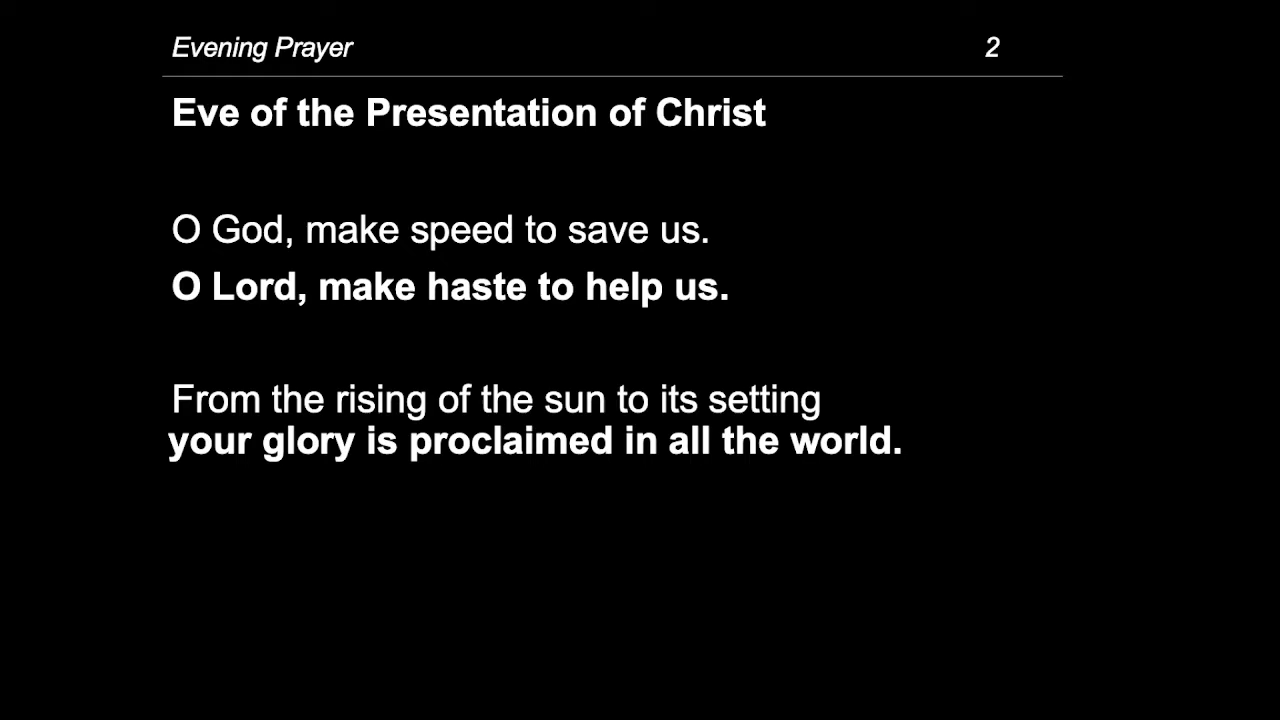 Evening Prayer 2
Eve of the Presentation of Christ
O God, make speed to save us.
O Lord, make haste to help us.
From the rising of the sun to its setting
your glory is proclaimed in all the world.